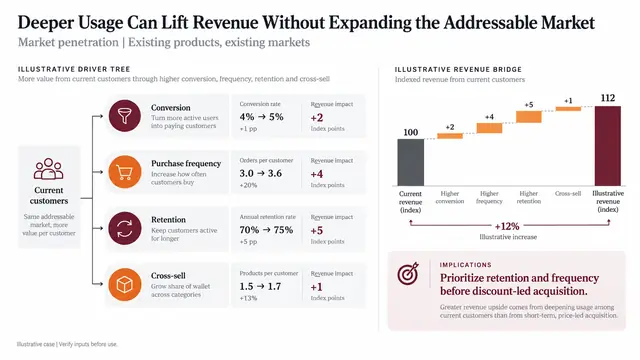 Deeper Usage Can Lift Revenue Without Expanding the Addressable Market
Market penetration | Existing products, existing markets
ILLUSTRATIVE DRIVER TREE
More value from current customers through higher conversion, frequency, retention and cross-sell
Current
customers
Same addressable
market, more
value per customer
Conversion
Turn more active users
into paying customers
Conversion rate
4% → 5%
+1 pp
Revenue impact
+2
Index points
Purchase frequency
Increase how often
customers buy
Orders per customer
3.0 → 3.6
+20%
Revenue impact
+4
Index points
Retention
Keep customers active
for longer
Annual retention rate
70% → 75%
+5 pp
Revenue impact
+5
Index points
Cross-sell
Grow share of wallet
across categories
Products per customer
1.5 → 1.7
+13%
Revenue impact
+1
Index points
ILLUSTRATIVE REVENUE BRIDGE
Indexed revenue from current customers
100
+2
+4
+5
+1
112
Current
revenue
(index)
Higher
conversion
Higher
frequency
Higher
retention
Cross-sell
Illustrative
revenue
(index)
+12%
Illustrative increase
IMPLICATIONS
Prioritize retention and frequency
before discount-led acquisition.
Greater revenue upside comes from deepening usage among
current customers than from short-term, price-led acquisition.
Illustrative case | Verify inputs before use.